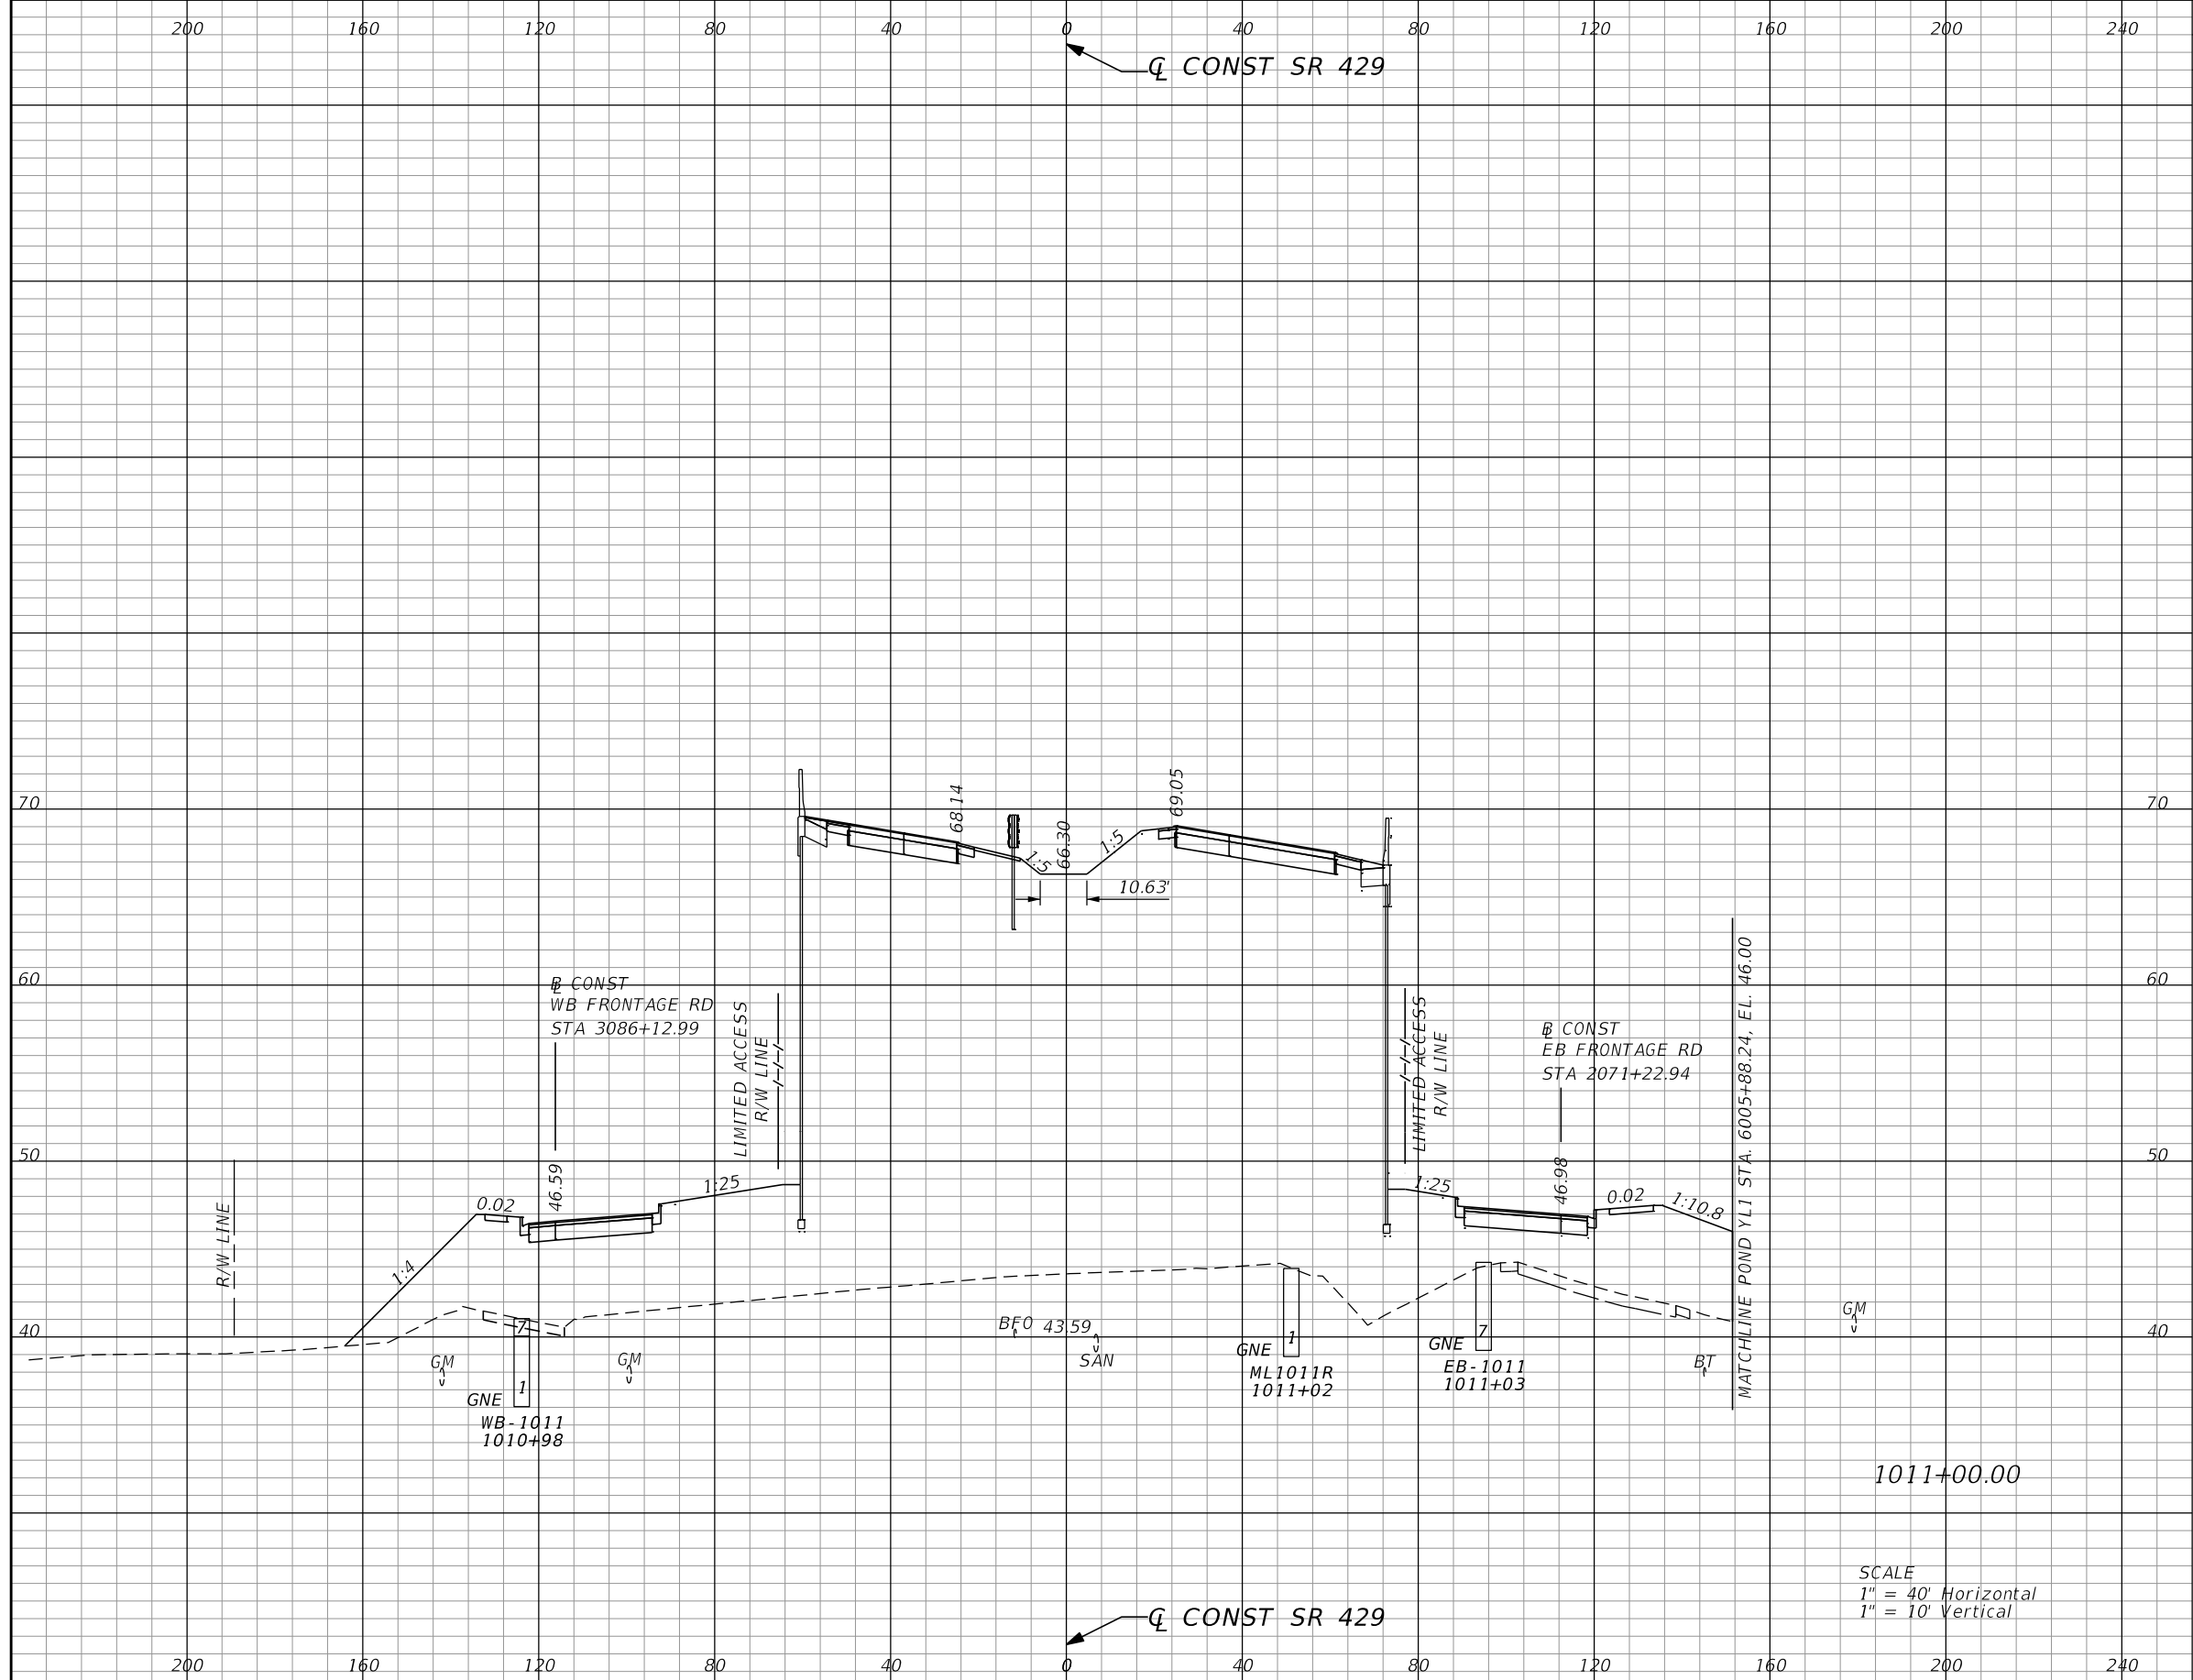 200 160 120 80 40 0 40 80 120 160 200 240
CL CONST SR 429
70 70
68.14
66.30
69.05
1:5
1:5
10.63'
60 60
BL CONST
WB FRONTAGE RD
STA 3086+12.99
LIMITED ACCESS
R/W LINE
LIMITED ACCESS
R/W LINE
BL CONST
EB FRONTAGE RD
STA 2071+22.94
MATCHLINE POND YL1 STA. 6005+88.24, EL. 46.00
50 50
R/W LINE
1:4
0.02
46.59
1:25
1:25
46.98
0.02
1:10.8
40 40
GM
GNE
7
1
WB-1011
1010+98
GM
BFO 43.59
SAN
GNE
1
ML1011R
1011+02
GNE
7
EB-1011
1011+03
BT
GM
1011+00.00
SCALE
1" = 40' Horizontal
1" = 10' Vertical
CL CONST SR 429
200 160 120 80 40 0 40 80 120 160 200 240